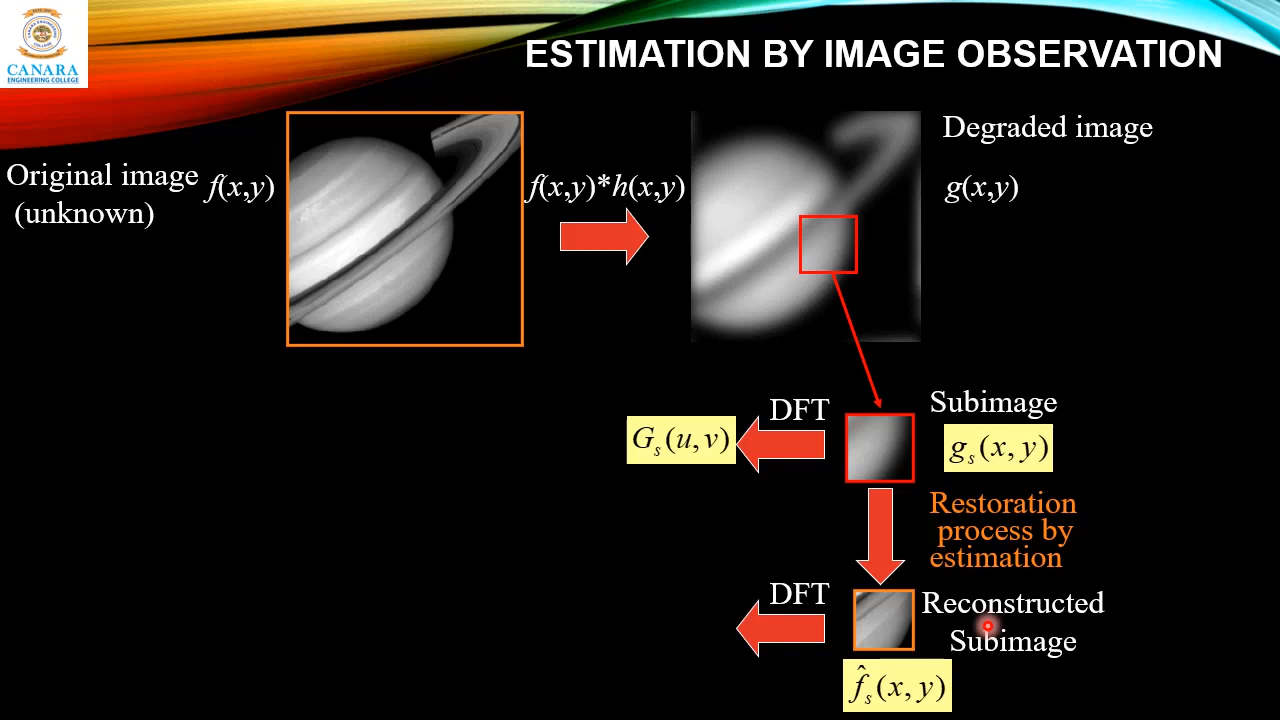 CANARA
ENGINEERING COLLEGE
ESTIMATION BY IMAGE OBSERVATION
Original image
(unknown)
f(x,y)
f(x,y)*h(x,y)
Degraded image
g(x,y)
Subimage
g_s(x, y)
DFT
G_s(u, v)
Restoration
process by
estimation
DFT
Reconstructed
Subimage
f̂_s(x, y)